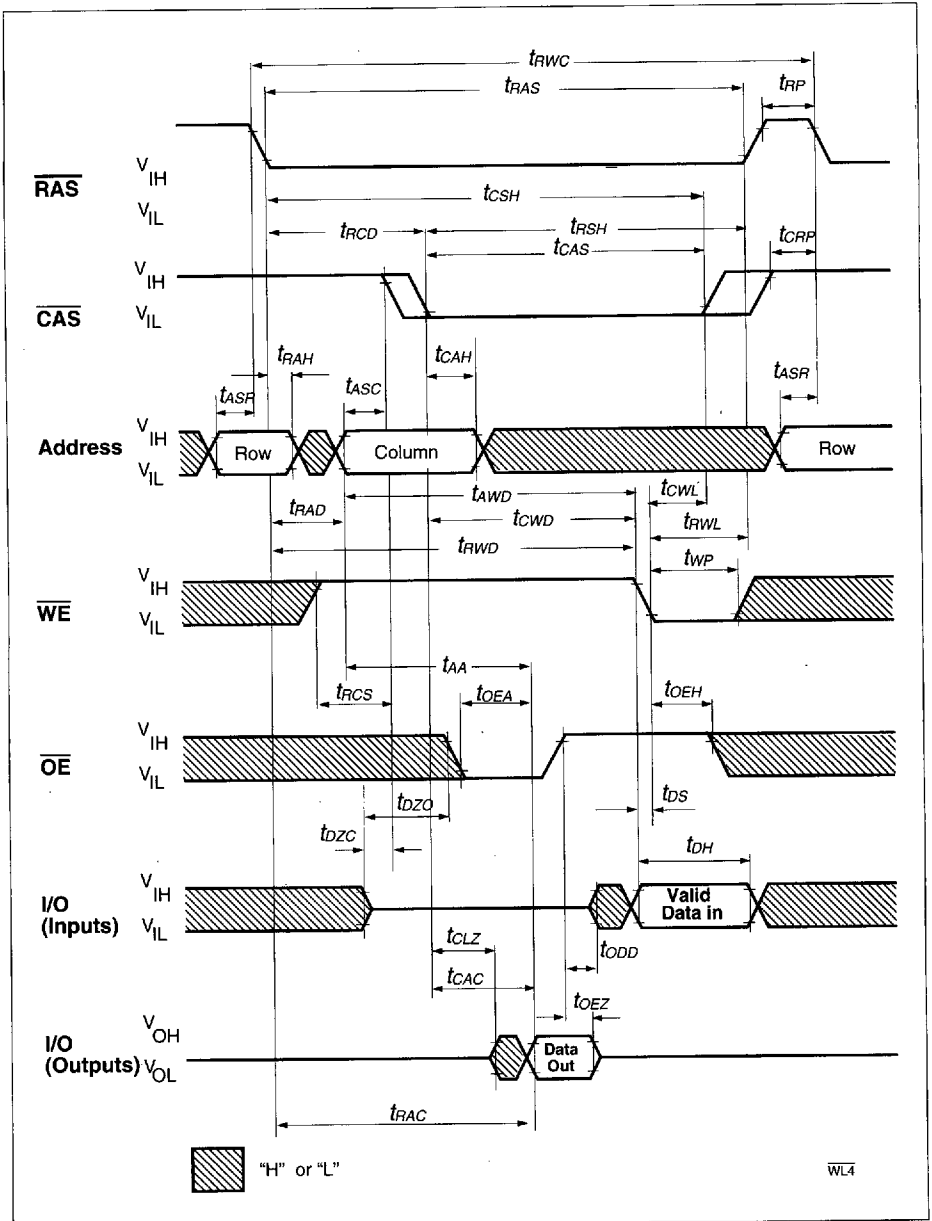 tRWC
tRAS
tRP
RAS
VIH
VIL
tCSH
tRCD
tRSH
tCAS
tCRP
CAS
VIH
VIL
tRAH
tCAH
tASR
tASC
tASR
Address
VIH
VIL
Row
Column
Row
tRAD
tAWD
tCWL
tCWD
tRWL
tRWD
tWP
WE
VIH
VIL
tAA
tRCS
tOEA
tOEH
OE
VIH
VIL
tDZO
tDS
tDZC
tDH
I/O
(Inputs)
VIH
VIL
Valid
Data in
tCLZ
tODD
tCAC
tOEZ
I/O
(Outputs)
VOH
VOL
Data
Out
tRAC
"H" or "L"
WL4